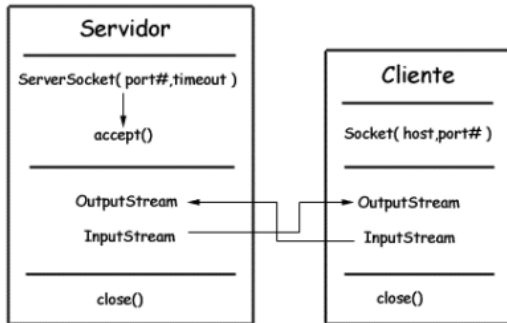 Servidor
ServerSocket( port#,timeout )
accept()
OutputStream
InputStream
close()
Cliente
Socket( host,port# )
OutputStream
InputStream
close()